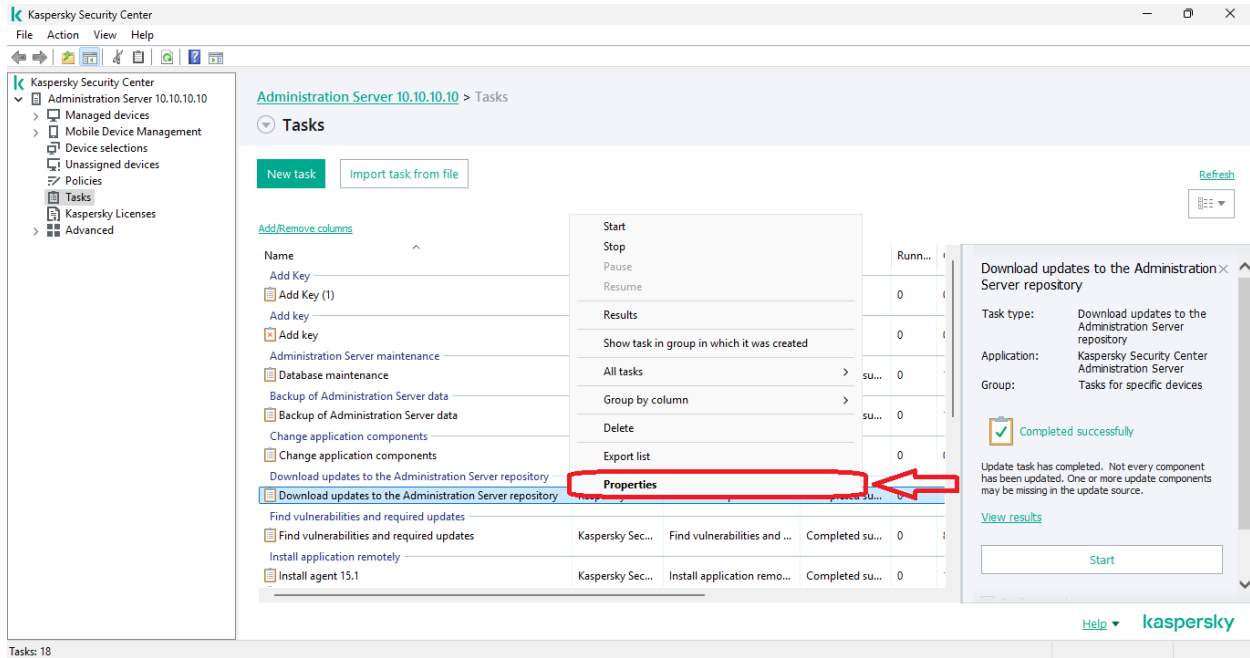 Kaspersky Security Center
File Action View Help
Kaspersky Security Center
Administration Server 10.10.10.10
Managed devices
Mobile Device Management
Device selections
Unassigned devices
Policies
Tasks
Kaspersky Licenses
Advanced
Administration Server 10.10.10.10 > Tasks
Tasks
New task Import task from file
Refresh
Add/Remove columns
Name Runn...
Add Key
Add Key (1) 0
Add key
Add key 0
Administration Server maintenance
Database maintenance su... 0
Backup of Administration Server data
Backup of Administration Server data su... 0
Change application components
Change application components 0
Download updates to the Administration Server repository
Download updates to the Administration Server repository
Find vulnerabilities and required updates
Find vulnerabilities and required updates Kaspersky Sec... Find vulnerabilities and ... Completed su... 0
Install application remotely
Install agent 15.1 Kaspersky Sec... Install application remo... Completed su... 0
Start
Stop
Pause
Resume
Results
Show task in group in which it was created
All tasks
Group by column
Delete
Export list
Properties
Download updates to the Administration
Server repository
Task type: Download updates to the
Administration Server
repository
Application: Kaspersky Security Center
Administration Server
Group: Tasks for specific devices
Completed successfully
Update task has completed. Not every component
has been updated. One or more update components
may be missing in the update source.
View results
Start
Help kaspersky
Tasks: 18